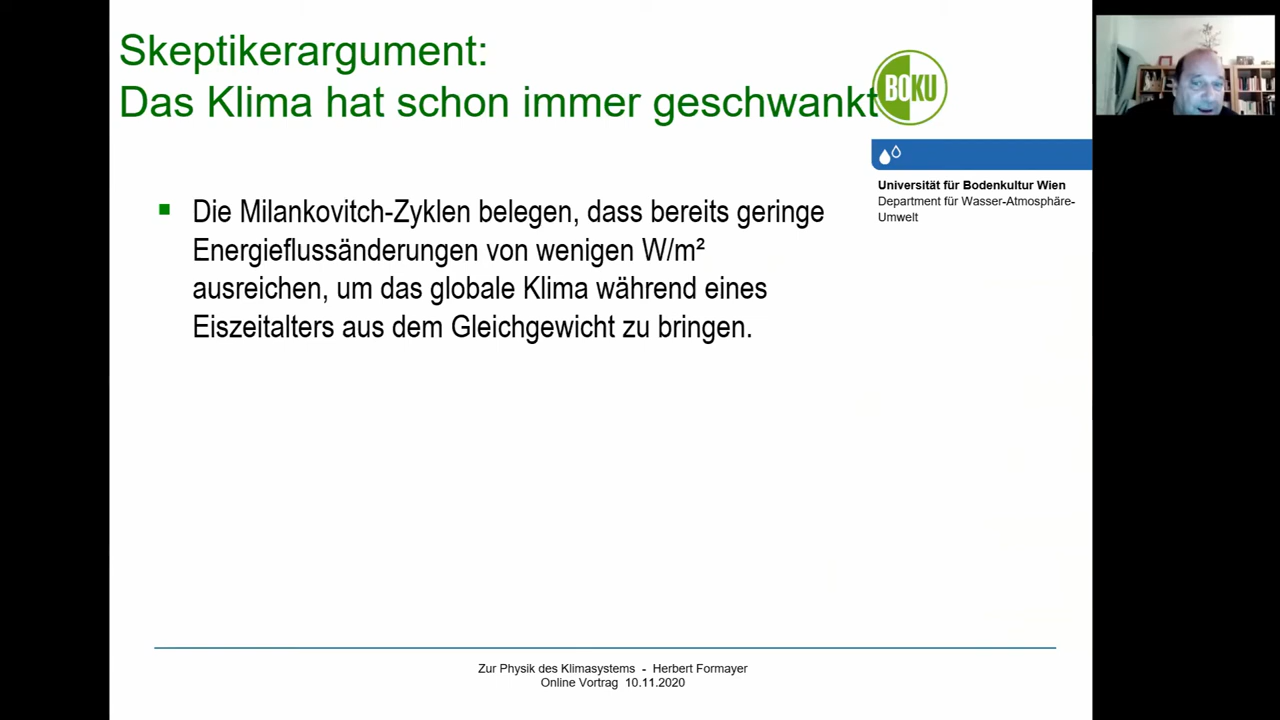 Skeptikerargument:
Das Klima hat schon immer geschwankt
BOKU
Universität für Bodenkultur Wien
Department für Wasser-Atmosphäre-
Umwelt
Die Milankovitch-Zyklen belegen, dass bereits geringe
Energieflussänderungen von wenigen W/m²
ausreichen, um das globale Klima während eines
Eiszeitalters aus dem Gleichgewicht zu bringen.
Zur Physik des Klimasystems - Herbert Formayer
Online Vortrag 10.11.2020